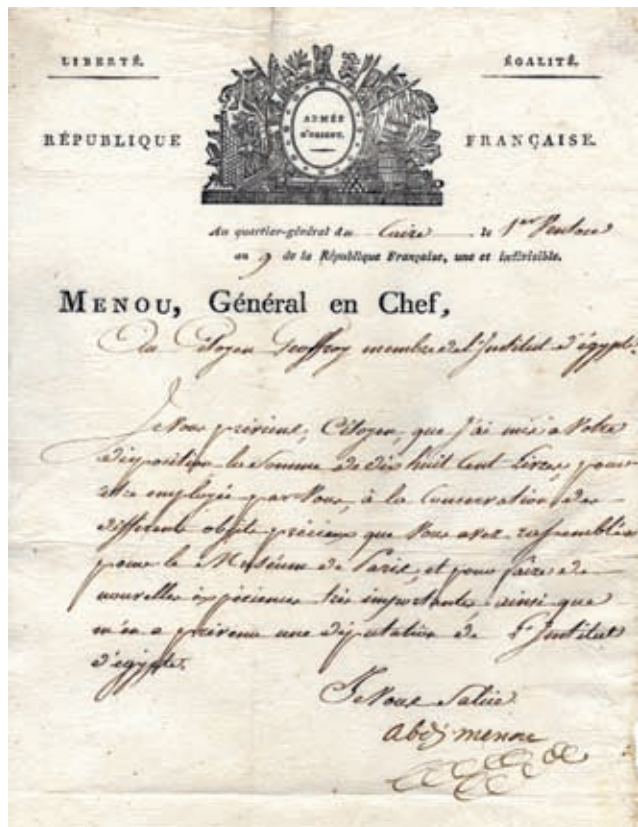 LIBERTÉ.
ÉGALITÉ.
ARMÉE
D'ORIENT.
RÉPUBLIQUE
FRANÇAISE.
Au quartier-général du Caire le 1er Ventose
an 9 de la République Française, une et indivisible.
MENOU, Général en Chef,
Au Citoyen Geoffroy membre de l'Institut d'égypte.
Je Vous préviens, Citoyen, que j'ai mis à Votre
disposition la Somme de dix huit Cent Livres, pour
être employée par Vous, à la Conservation des
différents objets précieux que Vous avez rassemblés
pour le Muséum de Paris, et pour faire de
nouvelles expériences très importantes, ainsi que
m'en a prévenu une députation de l'Institut
d'égypte.
Je Vous Salue
abdj menou